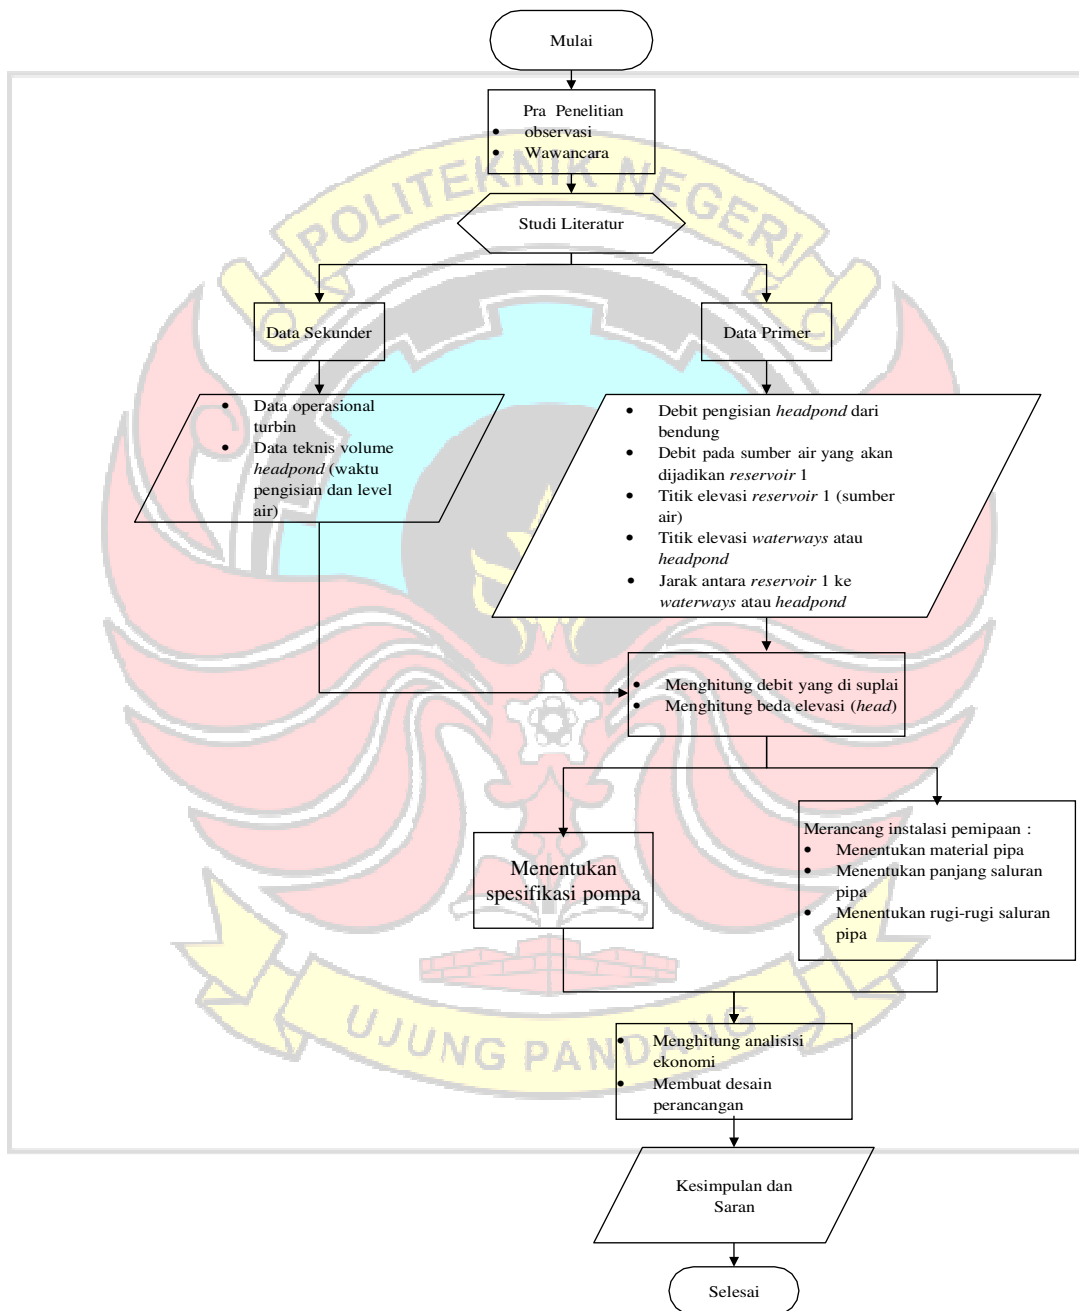 Mulai
Pra Penelitian
• observasi
• Wawancara
POLITEKNIK NEGERI
Studi Literatur
Data Sekunder
Data Primer
• Data operasional
turbin
• Data teknis volume
headpond (waktu
pengisian dan level
air)
• Debit pengisian headpond dari
bendung
• Debit pada sumber air yang akan
dijadikan reservoir 1
• Titik elevasi reservoir 1 (sumber
air)
• Titik elevasi waterways atau
headpond
• Jarak antara reservoir 1 ke
waterways atau headpond
• Menghitung debit yang di suplai
• Menghitung beda elevasi (head)
Menentukan
spesifikasi pompa
Merancang instalasi pemipaan :
• Menentukan material pipa
• Menentukan panjang saluran
pipa
• Menentukan rugi-rugi saluran
pipa
UJUNG PANDANG
• Menghitung analisisi
ekonomi
• Membuat desain
perancangan
Kesimpulan dan
Saran
Selesai